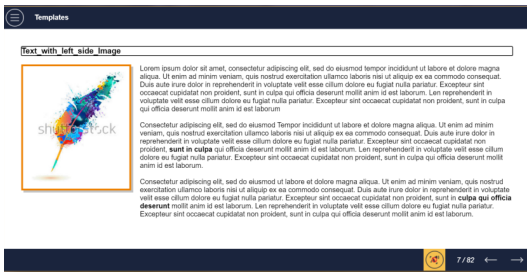 Templates
Text_with_left_side_Image
Lorem ipsum dolor sit amet, consectetur adipiscing elit, sed do eiusmod tempor incididunt ut labore et dolore magna
aliqua. Ut enim ad minim veniam, quis nostrud exercitation ullamco laboris nisi ut aliquip ex ea commodo consequat.
Duis aute irure dolor in reprehenderit in voluptate velit esse cillum dolore eu fugiat nulla pariatur. Excepteur sint
occaecat cupidatat non proident, sunt in culpa qui officia deserunt mollit anim id est laborum. Len reprehenderit in
voluptate velit esse cillum dolore eu fugiat nulla pariatur. Excepteur sint occaecat cupidatat non proident, sunt in culpa
qui officia deserunt mollit anim id est laborum
shutterstock
Consectetur adipiscing elit, sed do eiusmod Tempor incididunt ut labore et dolore magna aliqua. Ut enim ad minim
veniam, quis nostrud exercitation ullamco laboris nisi ut aliquip ex ea commodo consequat. Duis aute irure dolor in
reprehenderit in voluptate velit esse cillum dolore eu fugiat nulla pariatur. Excepteur sint occaecat cupidatat non
proident, sunt in culpa qui officia deserunt mollit anim id est laborum. Len reprehenderit in voluptate velit esse cillum
dolore eu fugiat nulla pariatur. Excepteur sint occaecat cupidatat non proident, sunt in culpa qui officia deserunt mollit
anim id est laborum.
Consectetur adipiscing elit, sed do eiusmod ut labore et dolore magna aliqua. Ut enim ad minim veniam, quis nostrud
exercitation ullamco laboris nisi ut aliquip ex ea commodo consequat. Duis aute irure dolor in reprehenderit in voluptate
velit esse cillum dolore eu fugiat nulla pariatur. Excepteur sint occaecat cupidatat non proident, sunt in culpa qui officia
deserunt mollit anim id est laborum. Len reprehenderit in voluptate velit esse cillum dolore eu fugiat nulla pariatur.
Excepteur sint occaecat cupidatat non proident, sunt in culpa qui officia deserunt mollit anim id est laborum.
7 / 82